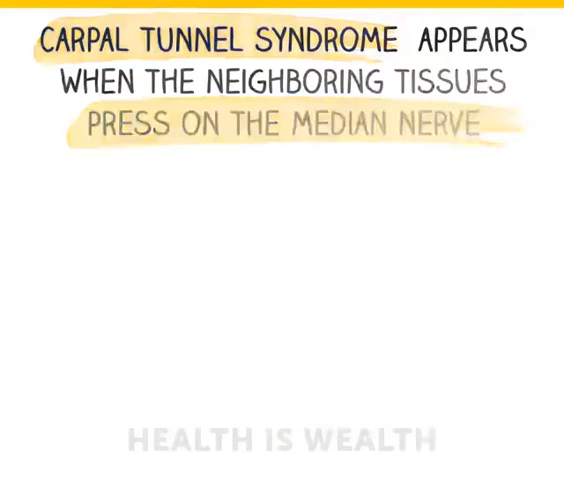 CARPAL TUNNEL SYNDROME APPEARS
WHEN THE NEIGHBORING TISSUES
PRESS ON THE MEDIAN NERVE
HEALTH IS WEALTH